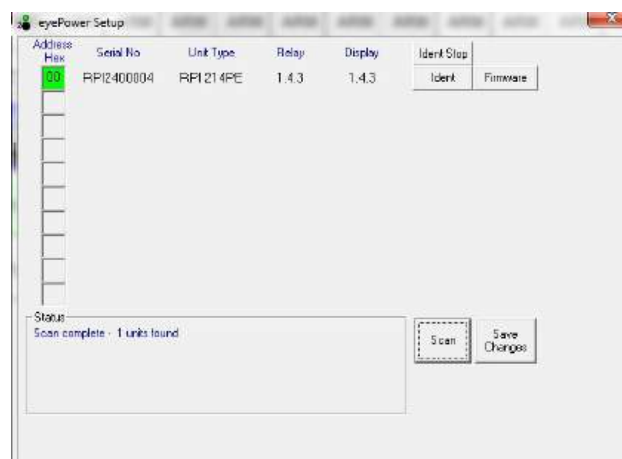 eyePower Setup
Address Hex Serial No Unit Type Relay Display Ident Stop
00 RPI2400004 RPI214PE 1.4.3 1.4.3 Ident Firmware
Status
Scan complete - 1 units found
Scan
Save Changes